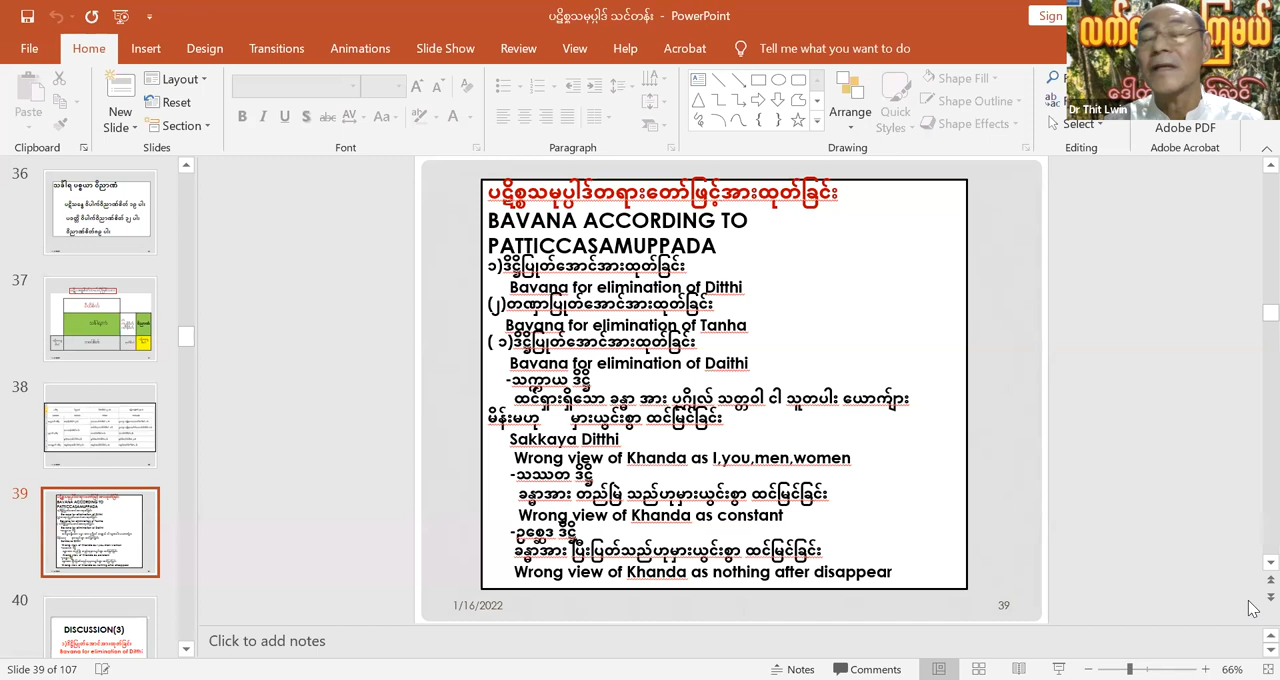 ပဋိစ္စသမုပ္ပါဒ် သင်တန်း - PowerPoint
Sign
File Home Insert Design Transitions Animations Slide Show Review View Help Acrobat Tell me what you want to do
Dr Thit Lwin
Paste
New Slide
Layout
Reset
Section
Arrange
Quick Styles
Shape Fill
Shape Outline
Shape Effects
Select
Adobe PDF
Clipboard Slides Font Paragraph Drawing Editing Adobe Acrobat
36
37
38
39
40
DISCUSSION(3)
၁)ဒိဋ္ဌိပြုတ်အောင်အားထုတ်ခြင်း
Bavana for elimination of Ditthi
ပဋိစ္စသမုပ္ပါဒ်တရားတော်ဖြင့်အားထုတ်ခြင်း
BAVANA ACCORDING TO
PATTICCASAMUPPADA
၁)ဒိဋ္ဌိပြုတ်အောင်အားထုတ်ခြင်း
Bavana for elimination of Ditthi
(၂)တဏှာပြုတ်အောင်အားထုတ်ခြင်း
Bavana for elimination of Tanha
( ၁)ဒိဋ္ဌိပြုတ်အောင်အားထုတ်ခြင်း
Bavana for elimination of Daithi
-သက္ကာယ ဒိဋ္ဌိ
ထင်ရှားရှိသော ခန္ဓာ အား ပုဂ္ဂိုလ် သတ္တဝါ ငါ သူတပါး ယောက်ျား
မိန်းမဟု မှားယွင်းစွာ ထင်မြင်ခြင်း
Sakkaya Ditthi
Wrong view of Khanda as I,you,men,women
-သဿတ ဒိဋ္ဌိ
ခန္ဓာအား တည်မြဲ သည်ဟုမှားယွင်းစွာ ထင်မြင်ခြင်း
Wrong view of Khanda as constant
-ဥစ္ဆေဒ ဒိဋ္ဌိ
ခန္ဓာအား ပြီးပြတ်သည်ဟုမှားယွင်းစွာ ထင်မြင်ခြင်း
Wrong view of Khanda as nothing after disappear
1/16/2022 39
Click to add notes
Slide 39 of 107 Notes Comments 66%